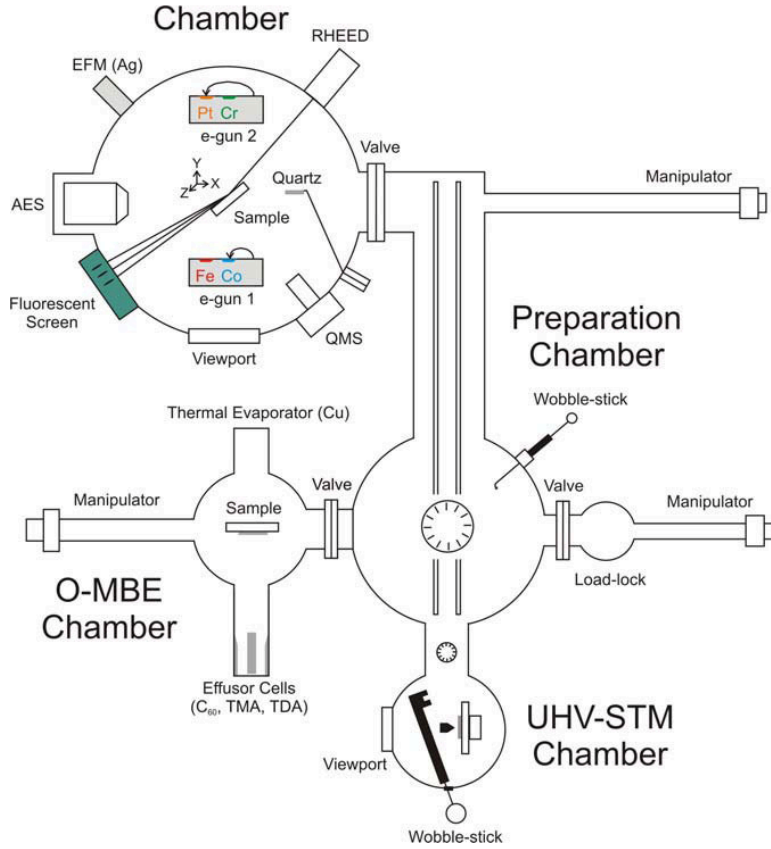 Chamber
RHEED
EFM (Ag)
Pt Cr
e-gun 2
Valve
Y
X
Z
Quartz
Manipulator
AES
Sample
Fe Co
e-gun 1
Fluorescent
Screen
QMS
Viewport
Preparation
Chamber
Wobble-stick
Thermal Evaporator (Cu)
Manipulator
Sample
Valve
Valve
Manipulator
Load-lock
O-MBE
Chamber
Effusor Cells
(C₆₀, TMA, TDA)
UHV-STM
Chamber
Viewport
Wobble-stick